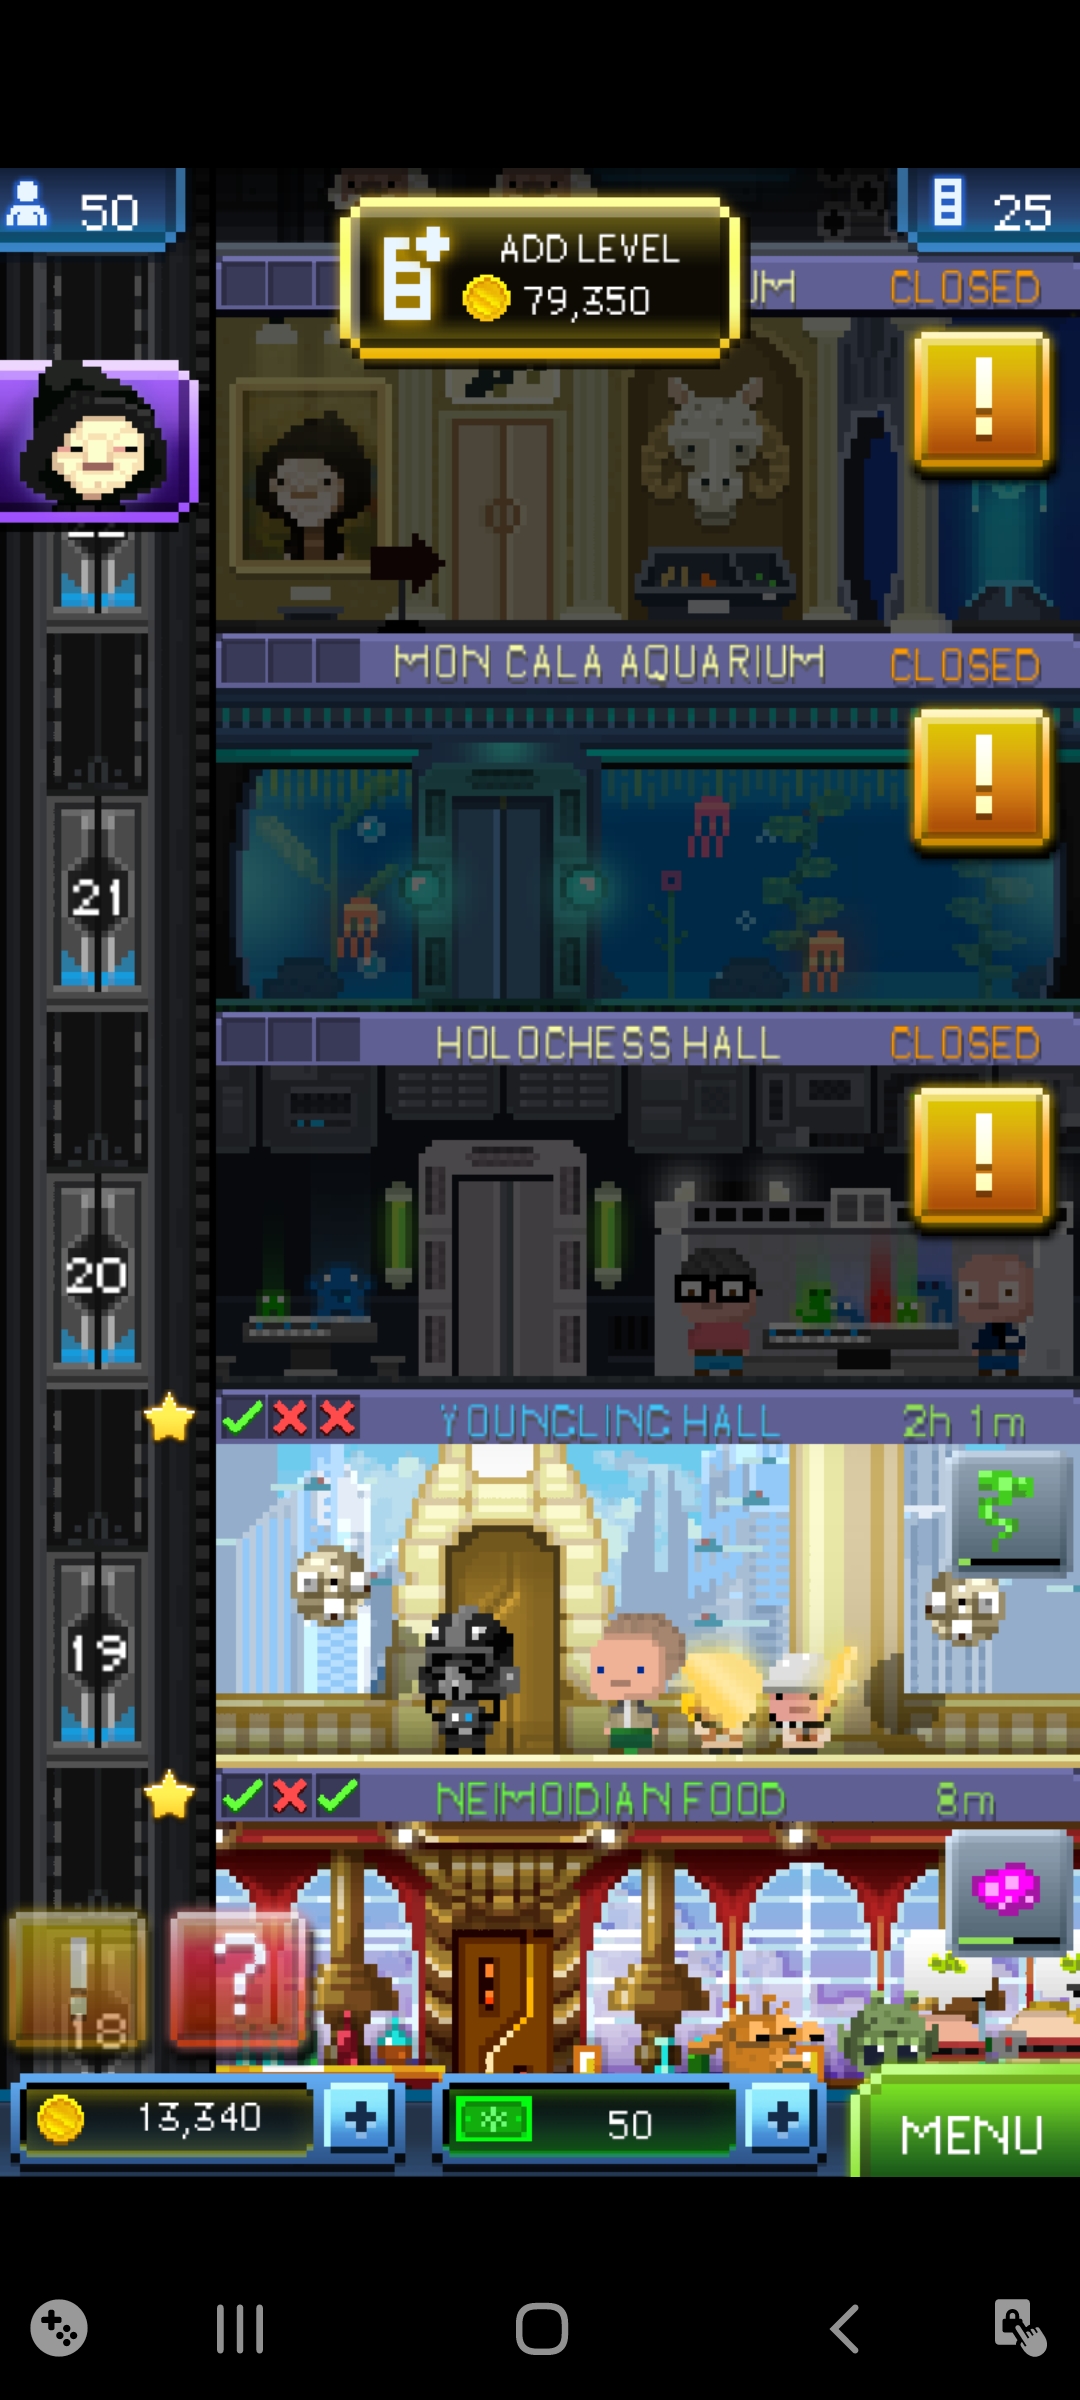 50
25
ADD LEVEL
79,350
UM CLOSED
MON CALA AQUARIUM CLOSED
21
HOLOCHESS HALL CLOSED
20
YOUNGLING HALL 2h 1m
19
NEIMOIDIAN FOOD 8m
18
13,340
50
MENU